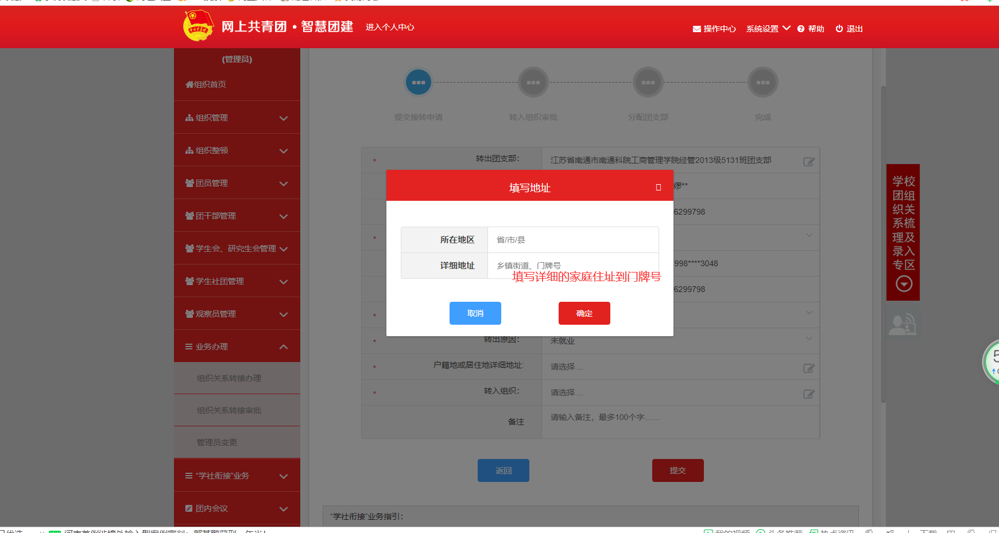 网上共青团·智慧团建
进入个人中心
操作中心 系统设置 帮助 退出
(管理员)
组织首页
组织管理
组织整顿
团员管理
团干部管理
学生会、研究生会管理
学生社团管理
观察员管理
业务办理
组织关系转接办理
组织关系转接审批
管理员变更
“学社衔接”业务
团内会议
提交接转申请
转入组织审批
分配团支部
完成
* 转出团支部： 江苏省南通市南通科院工商管理学院经管2013级5131班团支部
缪**
6299798
*
998****3048
6299798
*
* 转出原因： 未就业
* 户籍地或居住地详细地址: 请选择 ...
* 转入组织： 请选择 ...
备注 请输入备注，最多100个字……
返回 提交
“学社衔接”业务指引：
填写地址
所在地区 省/市/县
详细地址 乡镇街道、门牌号
填写详细的家庭住址到门牌号
取消 确定
学校
团组
织关
系梳
理及
录入
专区
我的视频 头条推荐 热点资讯 下载